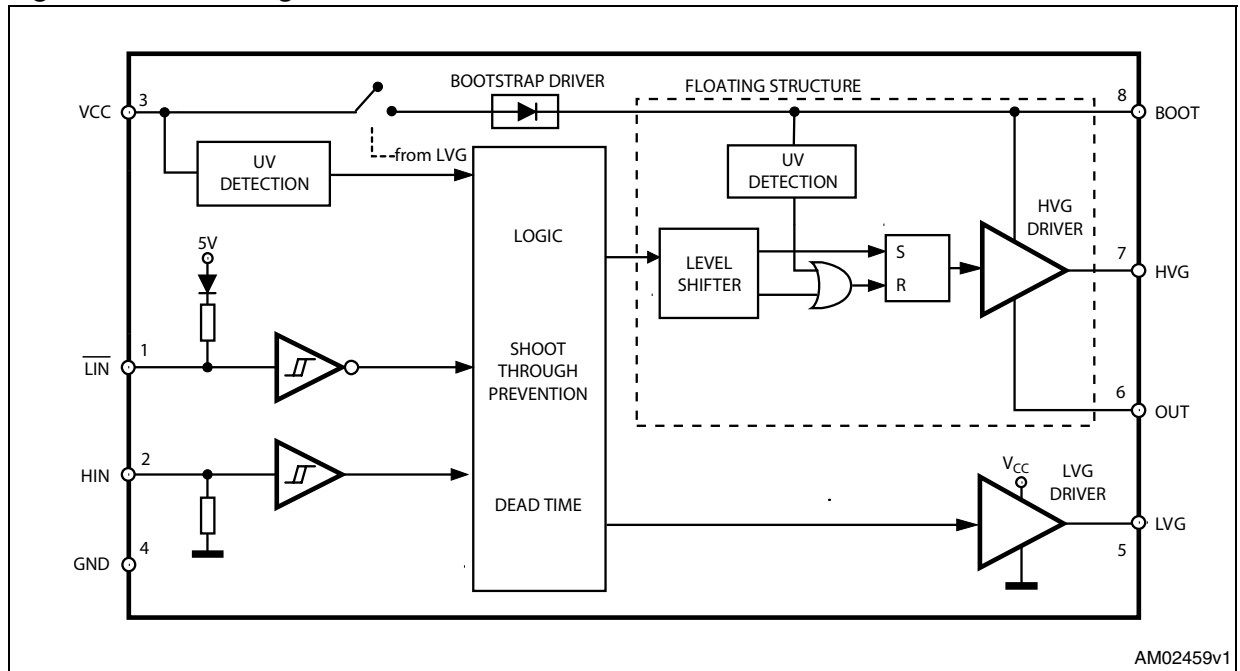 BOOTSTRAP DRIVER
FLOATING STRUCTURE
VCC
3
8
BOOT
from LVG
UV
DETECTION
UV
DETECTION
LOGIC
HVG
DRIVER
5V
LEVEL
SHIFTER
S
R
7
HVG
LIN
1
SHOOT
THROUGH
PREVENTION
6
OUT
HIN
2
DEAD TIME
VCC
LVG
DRIVER
LVG
5
GND
4
AM02459v1